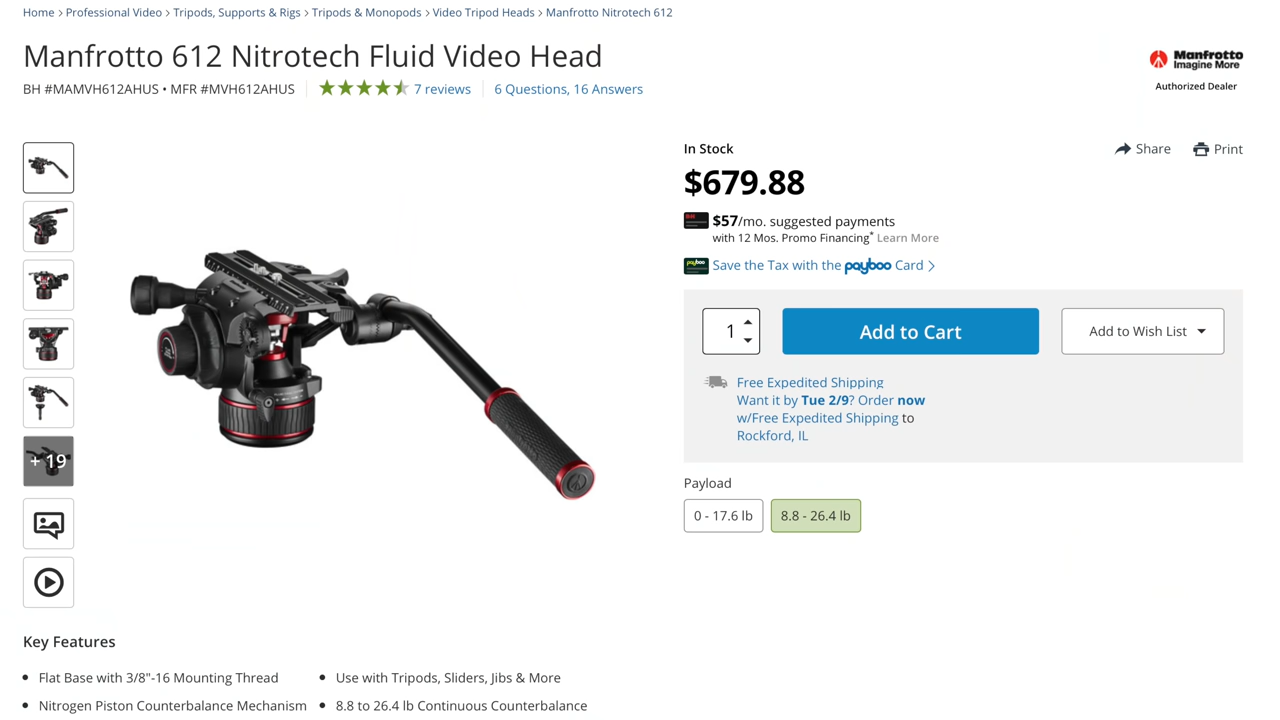 Home > Professional Video > Tripods, Supports & Rigs > Tripods & Monopods > Video Tripod Heads > Manfrotto Nitrotech 612
Manfrotto 612 Nitrotech Fluid Video Head
BH #MAMVH612AHUS • MFR #MVH612AHUS
7 reviews
6 Questions, 16 Answers
Manfrotto
Imagine More
Authorized Dealer
In Stock
Share
Print
$679.88
$57/mo. suggested payments
with 12 Mos. Promo Financing* Learn More
payboo
Save the Tax with the payboo Card >
1
Add to Cart
Add to Wish List
Free Expedited Shipping
Want it by Tue 2/9? Order now
w/Free Expedited Shipping to
Rockford, IL
+ 19
Payload
0 - 17.6 lb
8.8 - 26.4 lb
Key Features
• Flat Base with 3/8"-16 Mounting Thread
• Use with Tripods, Sliders, Jibs & More
• Nitrogen Piston Counterbalance Mechanism
• 8.8 to 26.4 lb Continuous Counterbalance